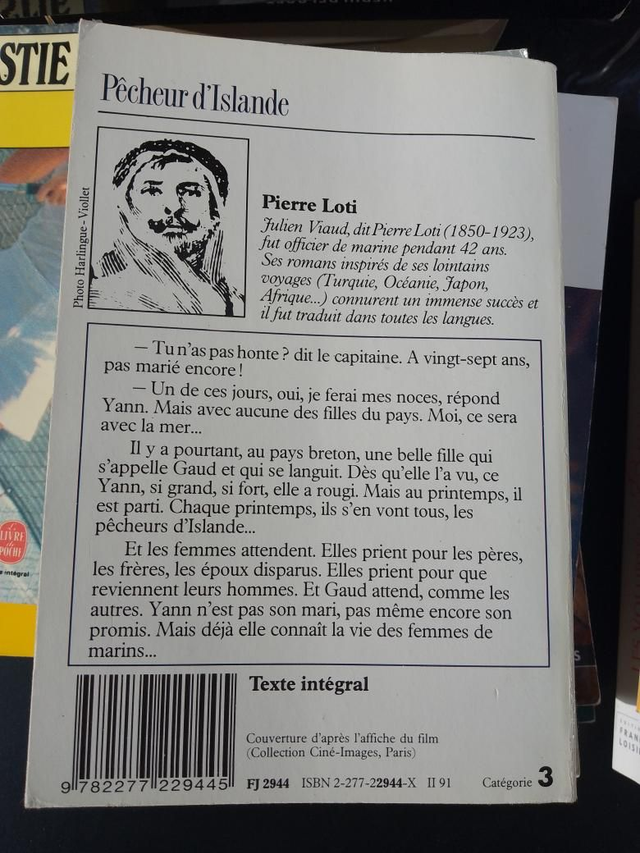 STIE
Pêcheur d'Islande
Photo Harlingue - Viollet
Pierre Loti
Julien Viaud, dit Pierre Loti (1850-1923),
fut officier de marine pendant 42 ans.
Ses romans inspirés de ses lointains
voyages (Turquie, Océanie, Japon,
Afrique...) connurent un immense succès et
il fut traduit dans toutes les langues.
— Tu n'as pas honte ? dit le capitaine. A vingt-sept ans,
pas marié encore !
— Un de ces jours, oui, je ferai mes noces, répond
Yann. Mais avec aucune des filles du pays. Moi, ce sera
avec la mer...
Il y a pourtant, au pays breton, une belle fille qui
s'appelle Gaud et qui se languit. Dès qu'elle l'a vu, ce
Yann, si grand, si fort, elle a rougi. Mais au printemps, il
est parti. Chaque printemps, ils s'en vont tous, les
pêcheurs d'Islande...
Et les femmes attendent. Elles prient pour les pères,
les frères, les époux disparus. Elles prient pour que
reviennent leurs hommes. Et Gaud attend, comme les
autres. Yann n'est pas son mari, pas même encore son
promis. Mais déjà elle connaît la vie des femmes de
marins...
Texte intégral
Couverture d'après l'affiche du film
(Collection Ciné-Images, Paris)
9 782277 229445
FJ 2944 ISBN 2-277-22944-X II 91 Catégorie 3
Le
LIVRE
de
POCHE
intégral
S
FRAN
LOISI